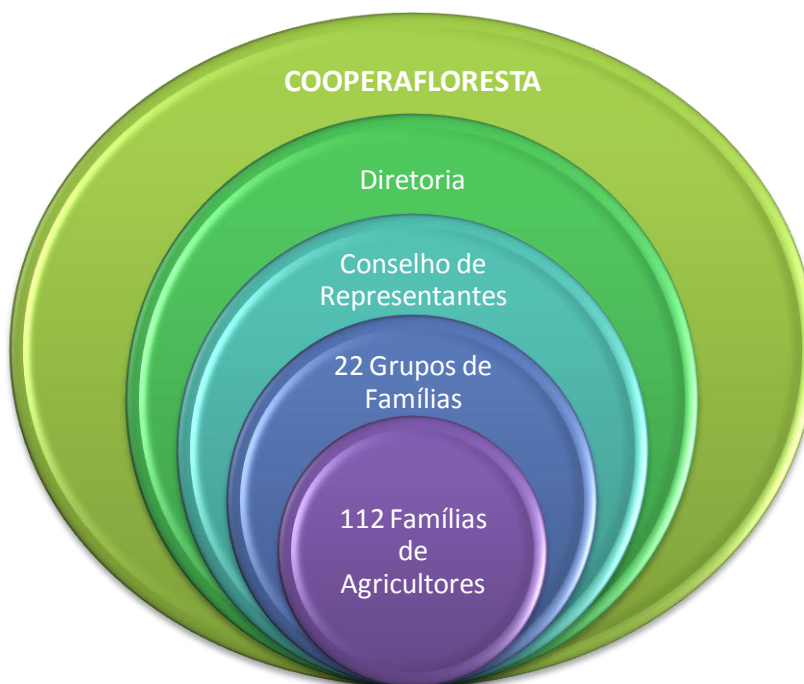 COOPERAFLORESTA
Diretoria
Conselho de
Representantes
22 Grupos de
Famílias
112 Famílias
de
Agricultores